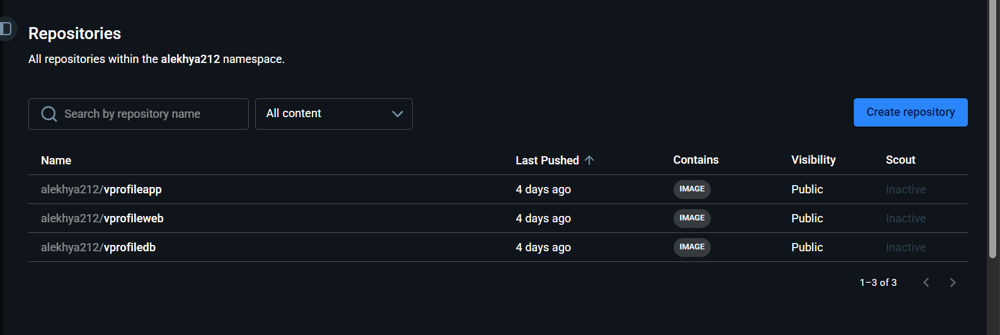 Repositories
All repositories within the alekhya212 namespace.
Search by repository name All content Create repository
Name Last Pushed Contains Visibility Scout
alekhya212/vprofileapp 4 days ago IMAGE Public Inactive
alekhya212/vprofileweb 4 days ago IMAGE Public Inactive
alekhya212/vprofiledb 4 days ago IMAGE Public Inactive
1–3 of 3